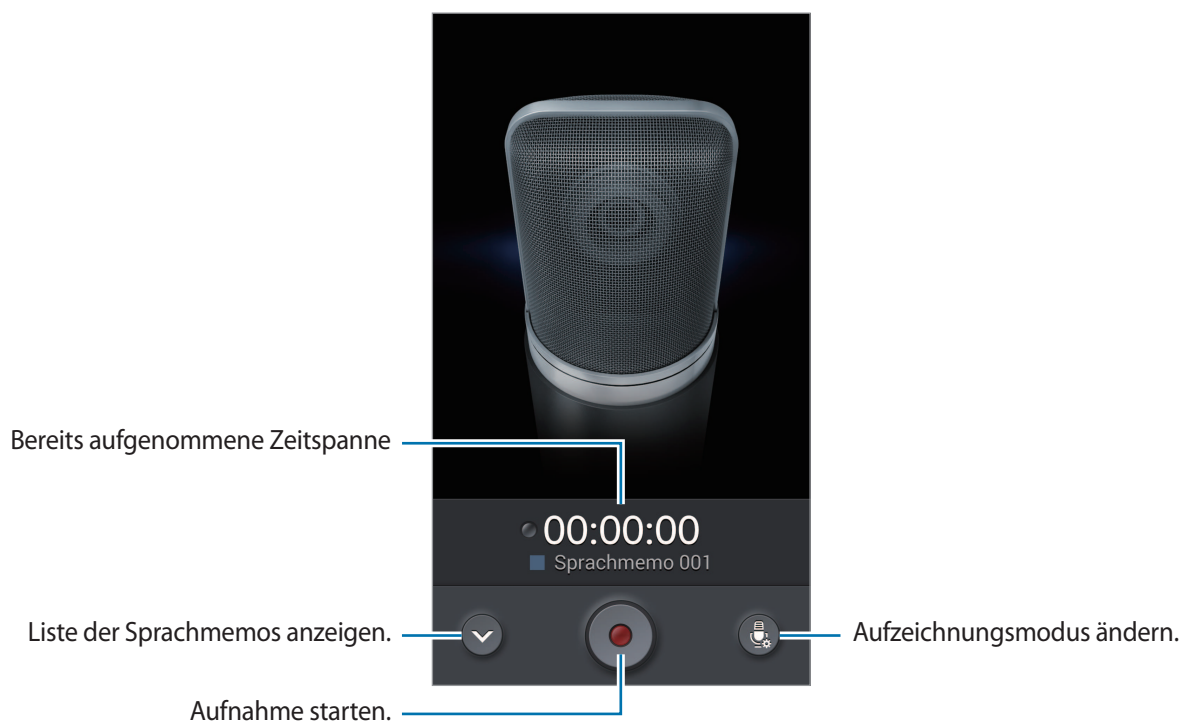 Bereits aufgenommene Zeitspanne
00:00:00
Sprachmemo 001
Liste der Sprachmemos anzeigen.
Aufzeichnungsmodus ändern.
Aufnahme starten.